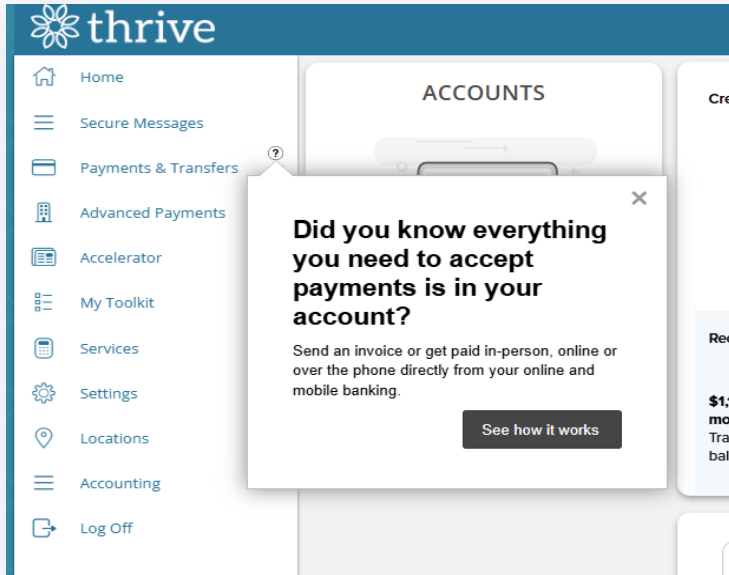 thrive
Home
Secure Messages
Payments & Transfers
?
Advanced Payments
Accelerator
My Toolkit
Services
Settings
Locations
Accounting
Log Off
ACCOUNTS
Did you know everything
you need to accept
payments is in your
account?
Send an invoice or get paid in-person, online or
over the phone directly from your online and
mobile banking.
See how it works